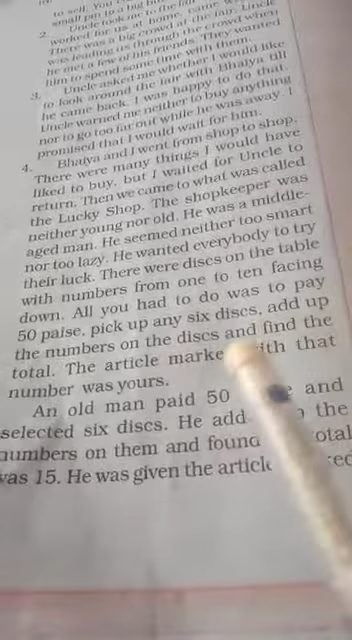 to sell. You
small pin to a big bu
2. Uncle took me to the fair
worked for us at home, came w
There was a big crowd at the fair. Uncle
was leading us through the crowd when
he met a few of his friends. They wanted
him to spend some time with them.
3. Uncle asked me whether I would like
to look around the fair with Bhaiya till
he came back. I was happy to do that.
Uncle warned me neither to buy anything
nor to go too far out while he was away. I
promised that I would wait for him.
4. Bhaiya and I went from shop to shop.
There were many things I would have
liked to buy, but I waited for Uncle to
return. Then we came to what was called
the Lucky Shop. The shopkeeper was
neither young nor old. He was a middle-
aged man. He seemed neither too smart
nor too lazy. He wanted everybody to try
their luck. There were discs on the table
with numbers from one to ten facing
down. All you had to do was to pay
50 paise, pick up any six discs, add up
the numbers on the discs and find the
total. The article marke ith that
number was yours.
An old man paid 50 and
selected six discs. He add the
numbers on them and found otal
was 15. He was given the article